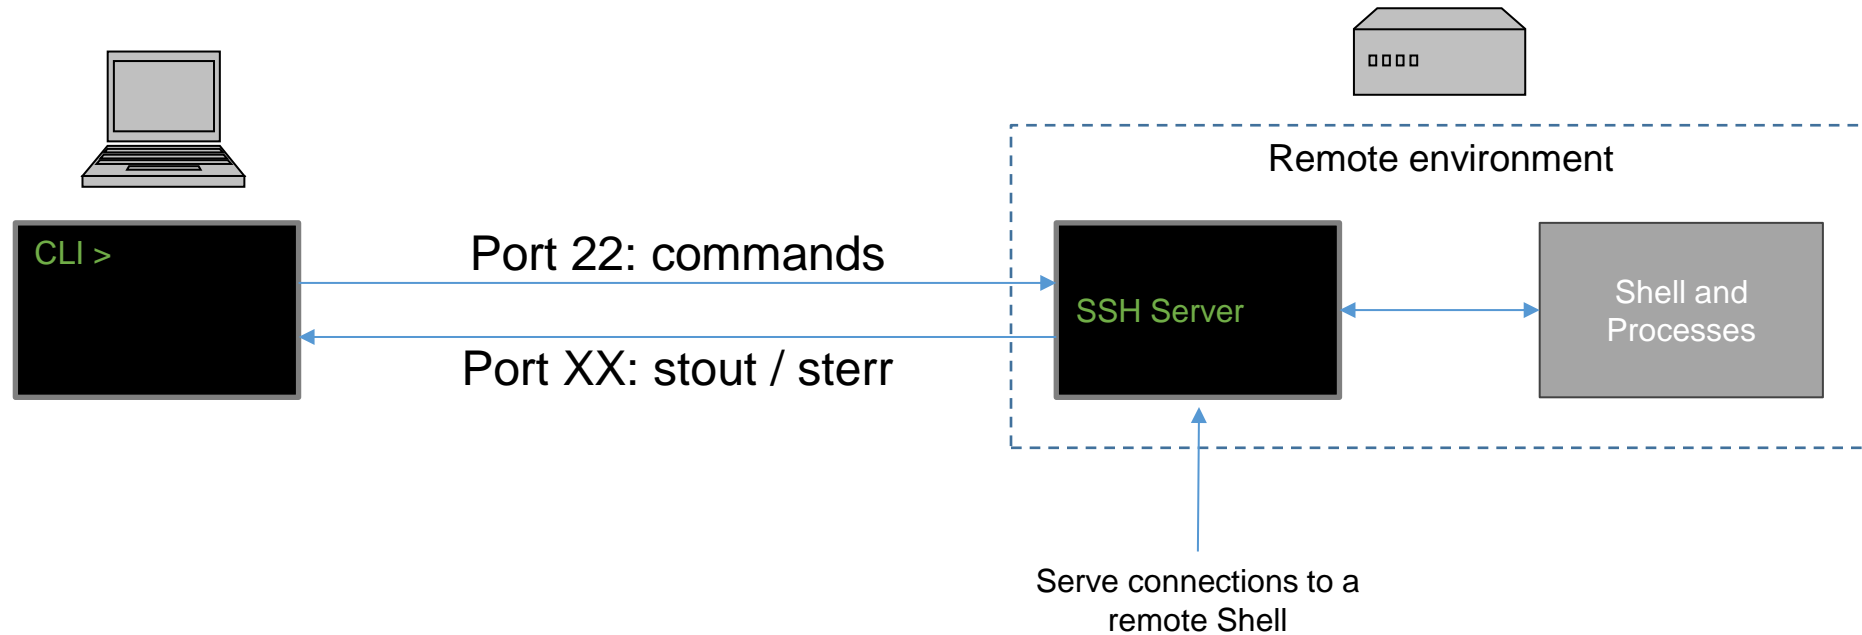 Remote environment
CLI >
Port 22: commands
SSH Server
Shell and
Processes
Port XX: stout / sterr
Serve connections to a
remote Shell